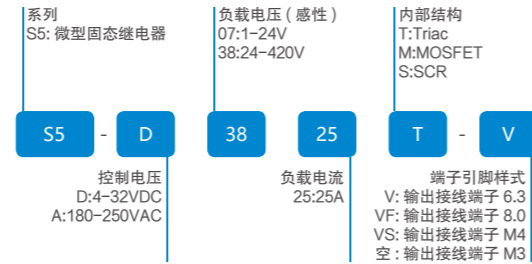 系列
S5: 微型固态继电器
负载电压 ( 感性 )
07:1-24V
38:24-420V
内部结构
T:Triac
M:MOSFET
S:SCR
S5 - D 38 25 T - V
控制电压
D:4-32VDC
A:180-250VAC
负载电流
25:25A
端子引脚样式
V: 输出接线端子 6.3
VF: 输出接线端子 8.0
VS: 输出接线端子 M4
空 : 输出接线端子 M3